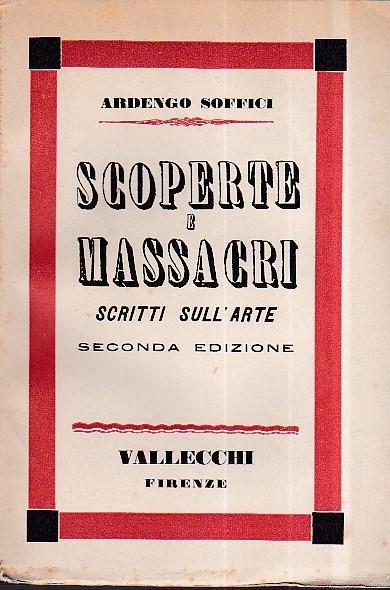 ARDENGO SOFFICI
SCOPERTE
E
MASSACRI
SCRITTI SULL'ARTE
SECONDA EDIZIONE
VALLECCHI
FIRENZE